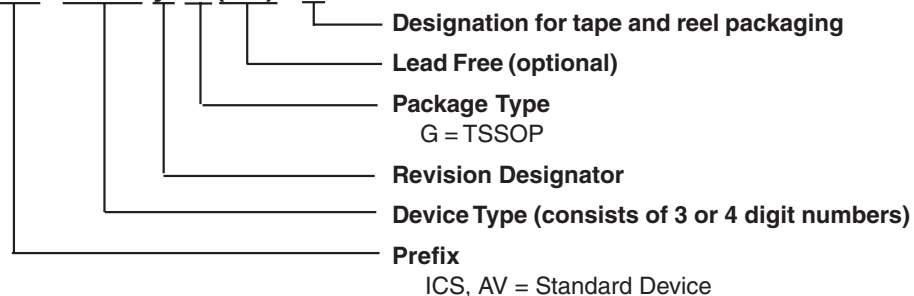 Designation for tape and reel packaging
Lead Free (optional)
Package Type
G = TSSOP
Revision Designator
Device Type (consists of 3 or 4 digit numbers)
Prefix
ICS, AV = Standard Device